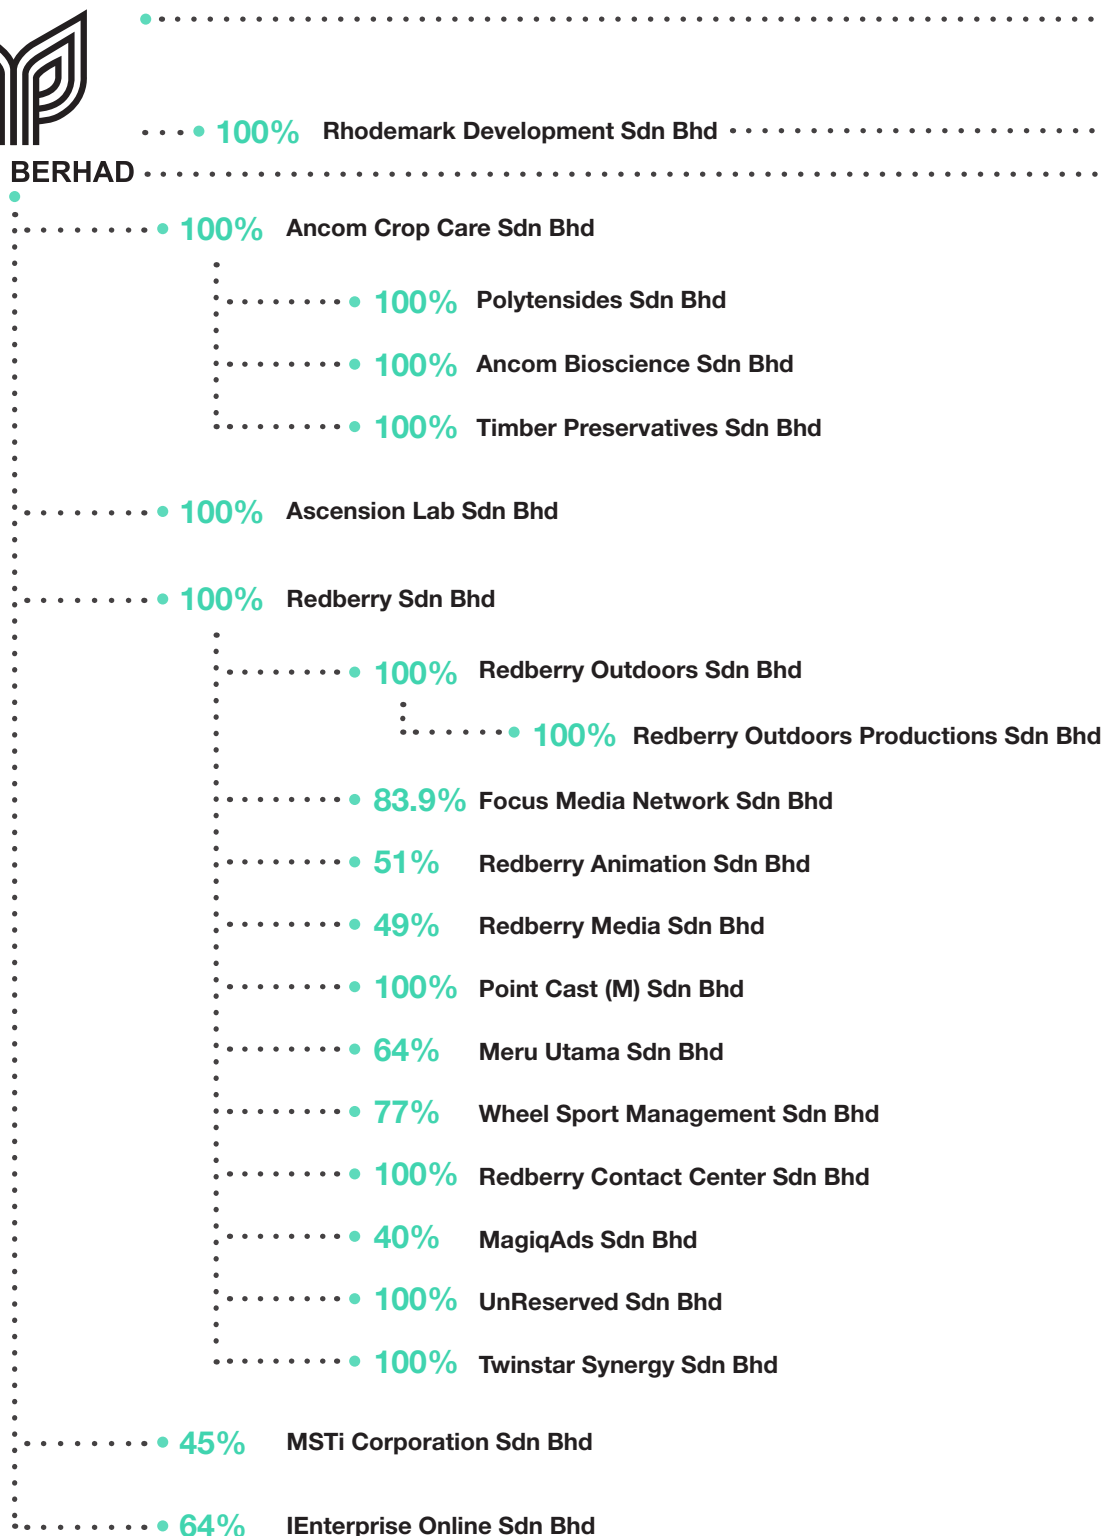 100% Rhodemark Development Sdn Bhd
BERHAD
100% Ancom Crop Care Sdn Bhd
100% Polytensides Sdn Bhd
100% Ancom Bioscience Sdn Bhd
100% Timber Preservatives Sdn Bhd
100% Ascension Lab Sdn Bhd
100% Redberry Sdn Bhd
100% Redberry Outdoors Sdn Bhd
100% Redberry Outdoors Productions Sdn Bhd
83.9% Focus Media Network Sdn Bhd
51% Redberry Animation Sdn Bhd
49% Redberry Media Sdn Bhd
100% Point Cast (M) Sdn Bhd
64% Meru Utama Sdn Bhd
77% Wheel Sport Management Sdn Bhd
100% Redberry Contact Center Sdn Bhd
40% MagiqAds Sdn Bhd
100% UnReserved Sdn Bhd
100% Twinstar Synergy Sdn Bhd
45% MSTi Corporation Sdn Bhd
64% IEnterprise Online Sdn Bhd